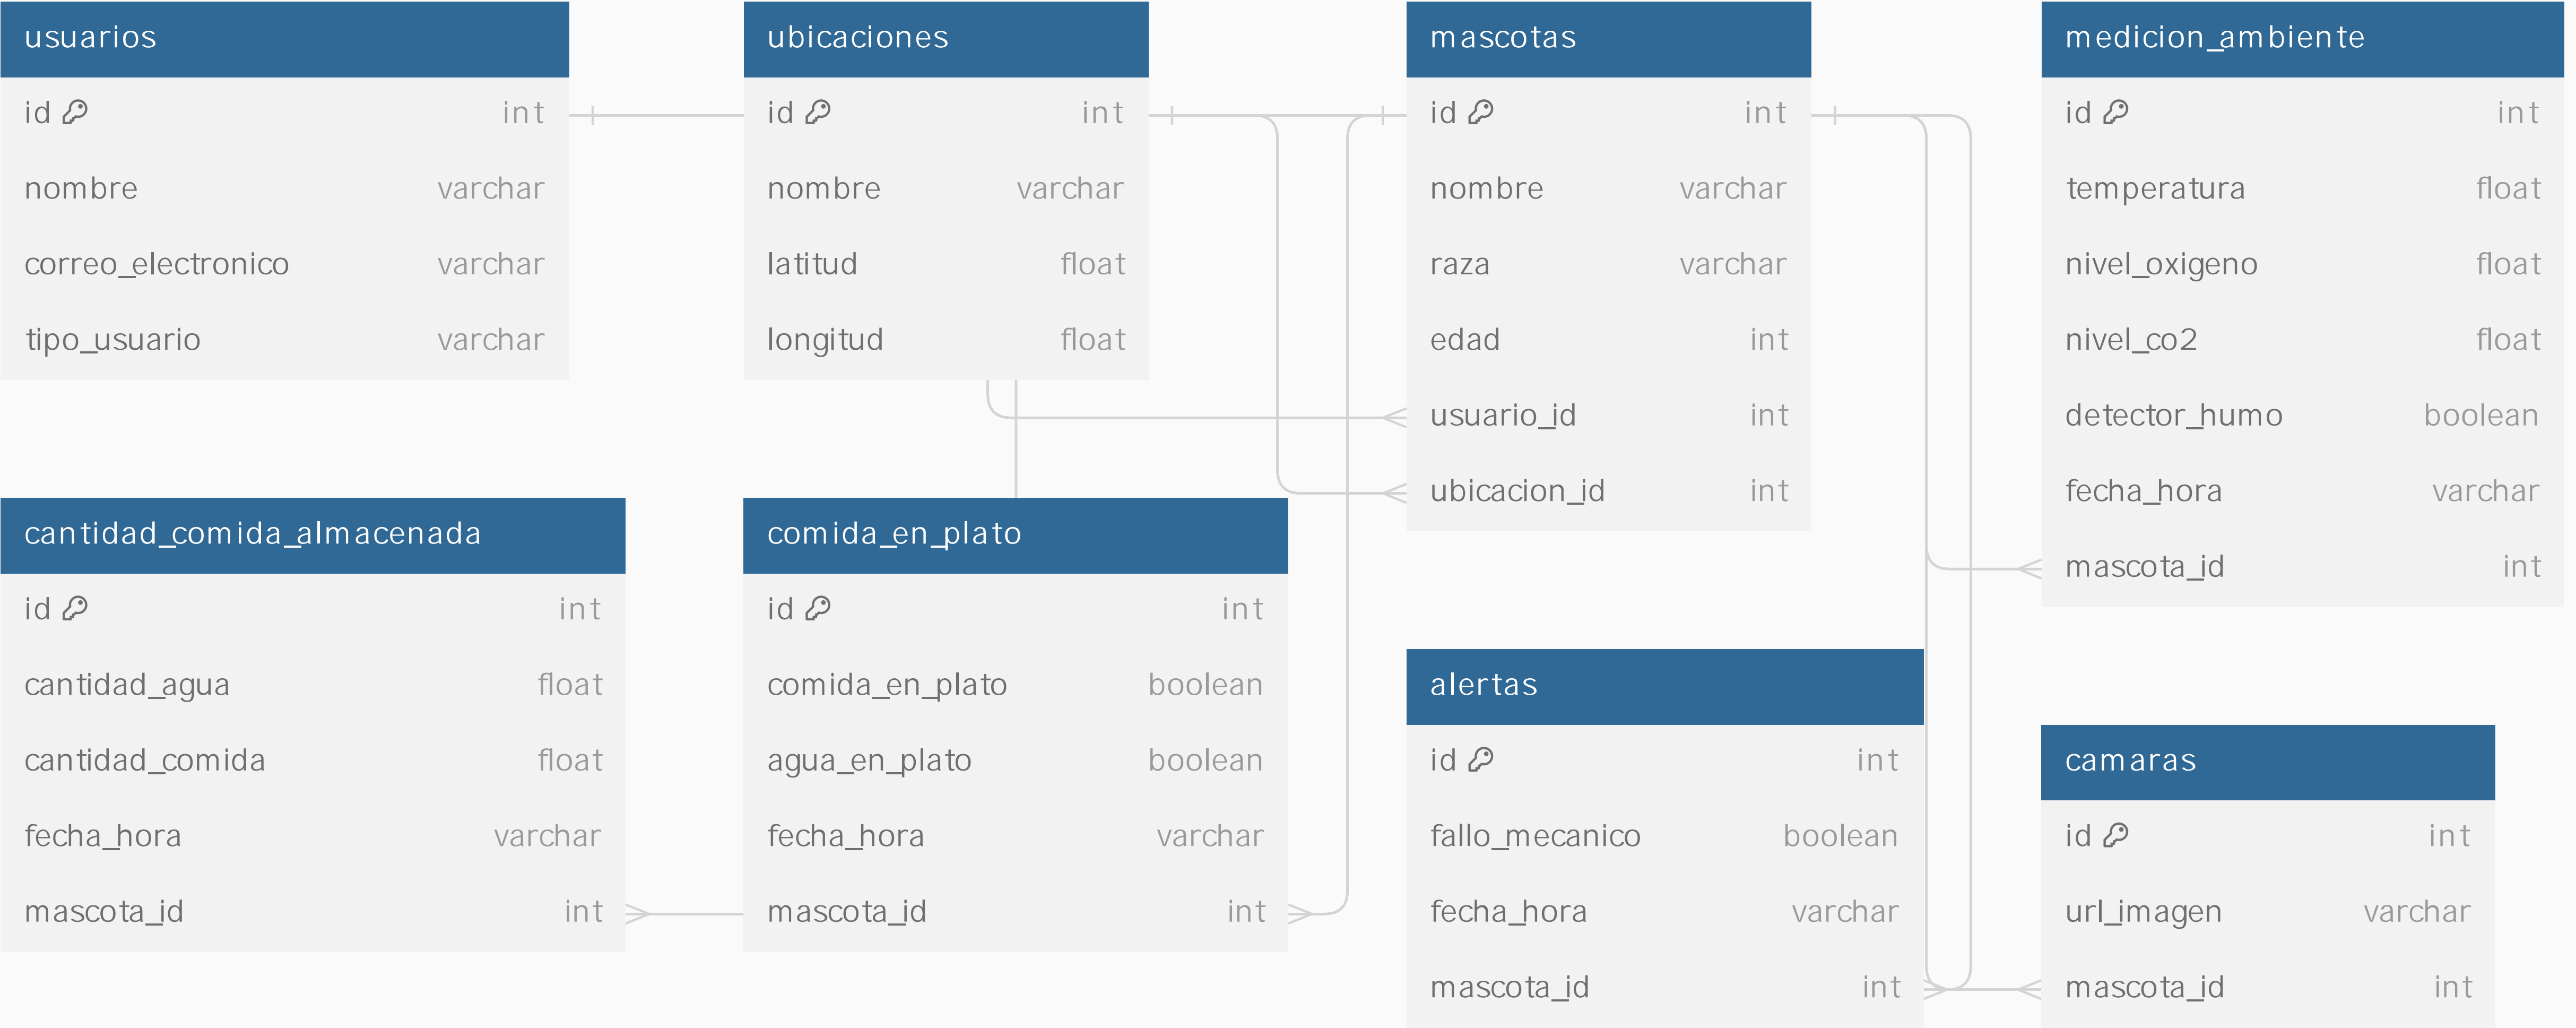 usuarios
id int
nombre varchar
correo_electronico varchar
tipo_usuario varchar
ubicaciones
id int
nombre varchar
latitud float
longitud float
mascotas
id int
nombre varchar
raza varchar
edad int
usuario_id int
ubicacion_id int
medicion_ambiente
id int
temperatura float
nivel_oxigeno float
nivel_co2 float
detector_humo boolean
fecha_hora varchar
mascota_id int
cantidad_comida_almacenada
id int
cantidad_agua float
cantidad_comida float
fecha_hora varchar
mascota_id int
comida_en_plato
id int
comida_en_plato boolean
agua_en_plato boolean
fecha_hora varchar
mascota_id int
alertas
id int
fallo_mecanico boolean
fecha_hora varchar
mascota_id int
camaras
id int
url_imagen varchar
mascota_id int